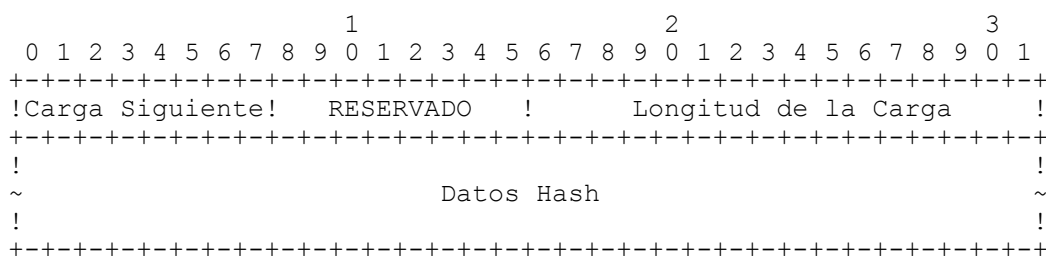 1                   2                   3
 0 1 2 3 4 5 6 7 8 9 0 1 2 3 4 5 6 7 8 9 0 1 2 3 4 5 6 7 8 9 0 1
+-+-+-+-+-+-+-+-+-+-+-+-+-+-+-+-+-+-+-+-+-+-+-+-+-+-+-+-+-+-+-+-+
!Carga Siguiente!   RESERVADO   !      Longitud de la Carga     !
+-+-+-+-+-+-+-+-+-+-+-+-+-+-+-+-+-+-+-+-+-+-+-+-+-+-+-+-+-+-+-+-+
!                                                               !
~                          Datos Hash                           ~
!                                                               !
+-+-+-+-+-+-+-+-+-+-+-+-+-+-+-+-+-+-+-+-+-+-+-+-+-+-+-+-+-+-+-+-+